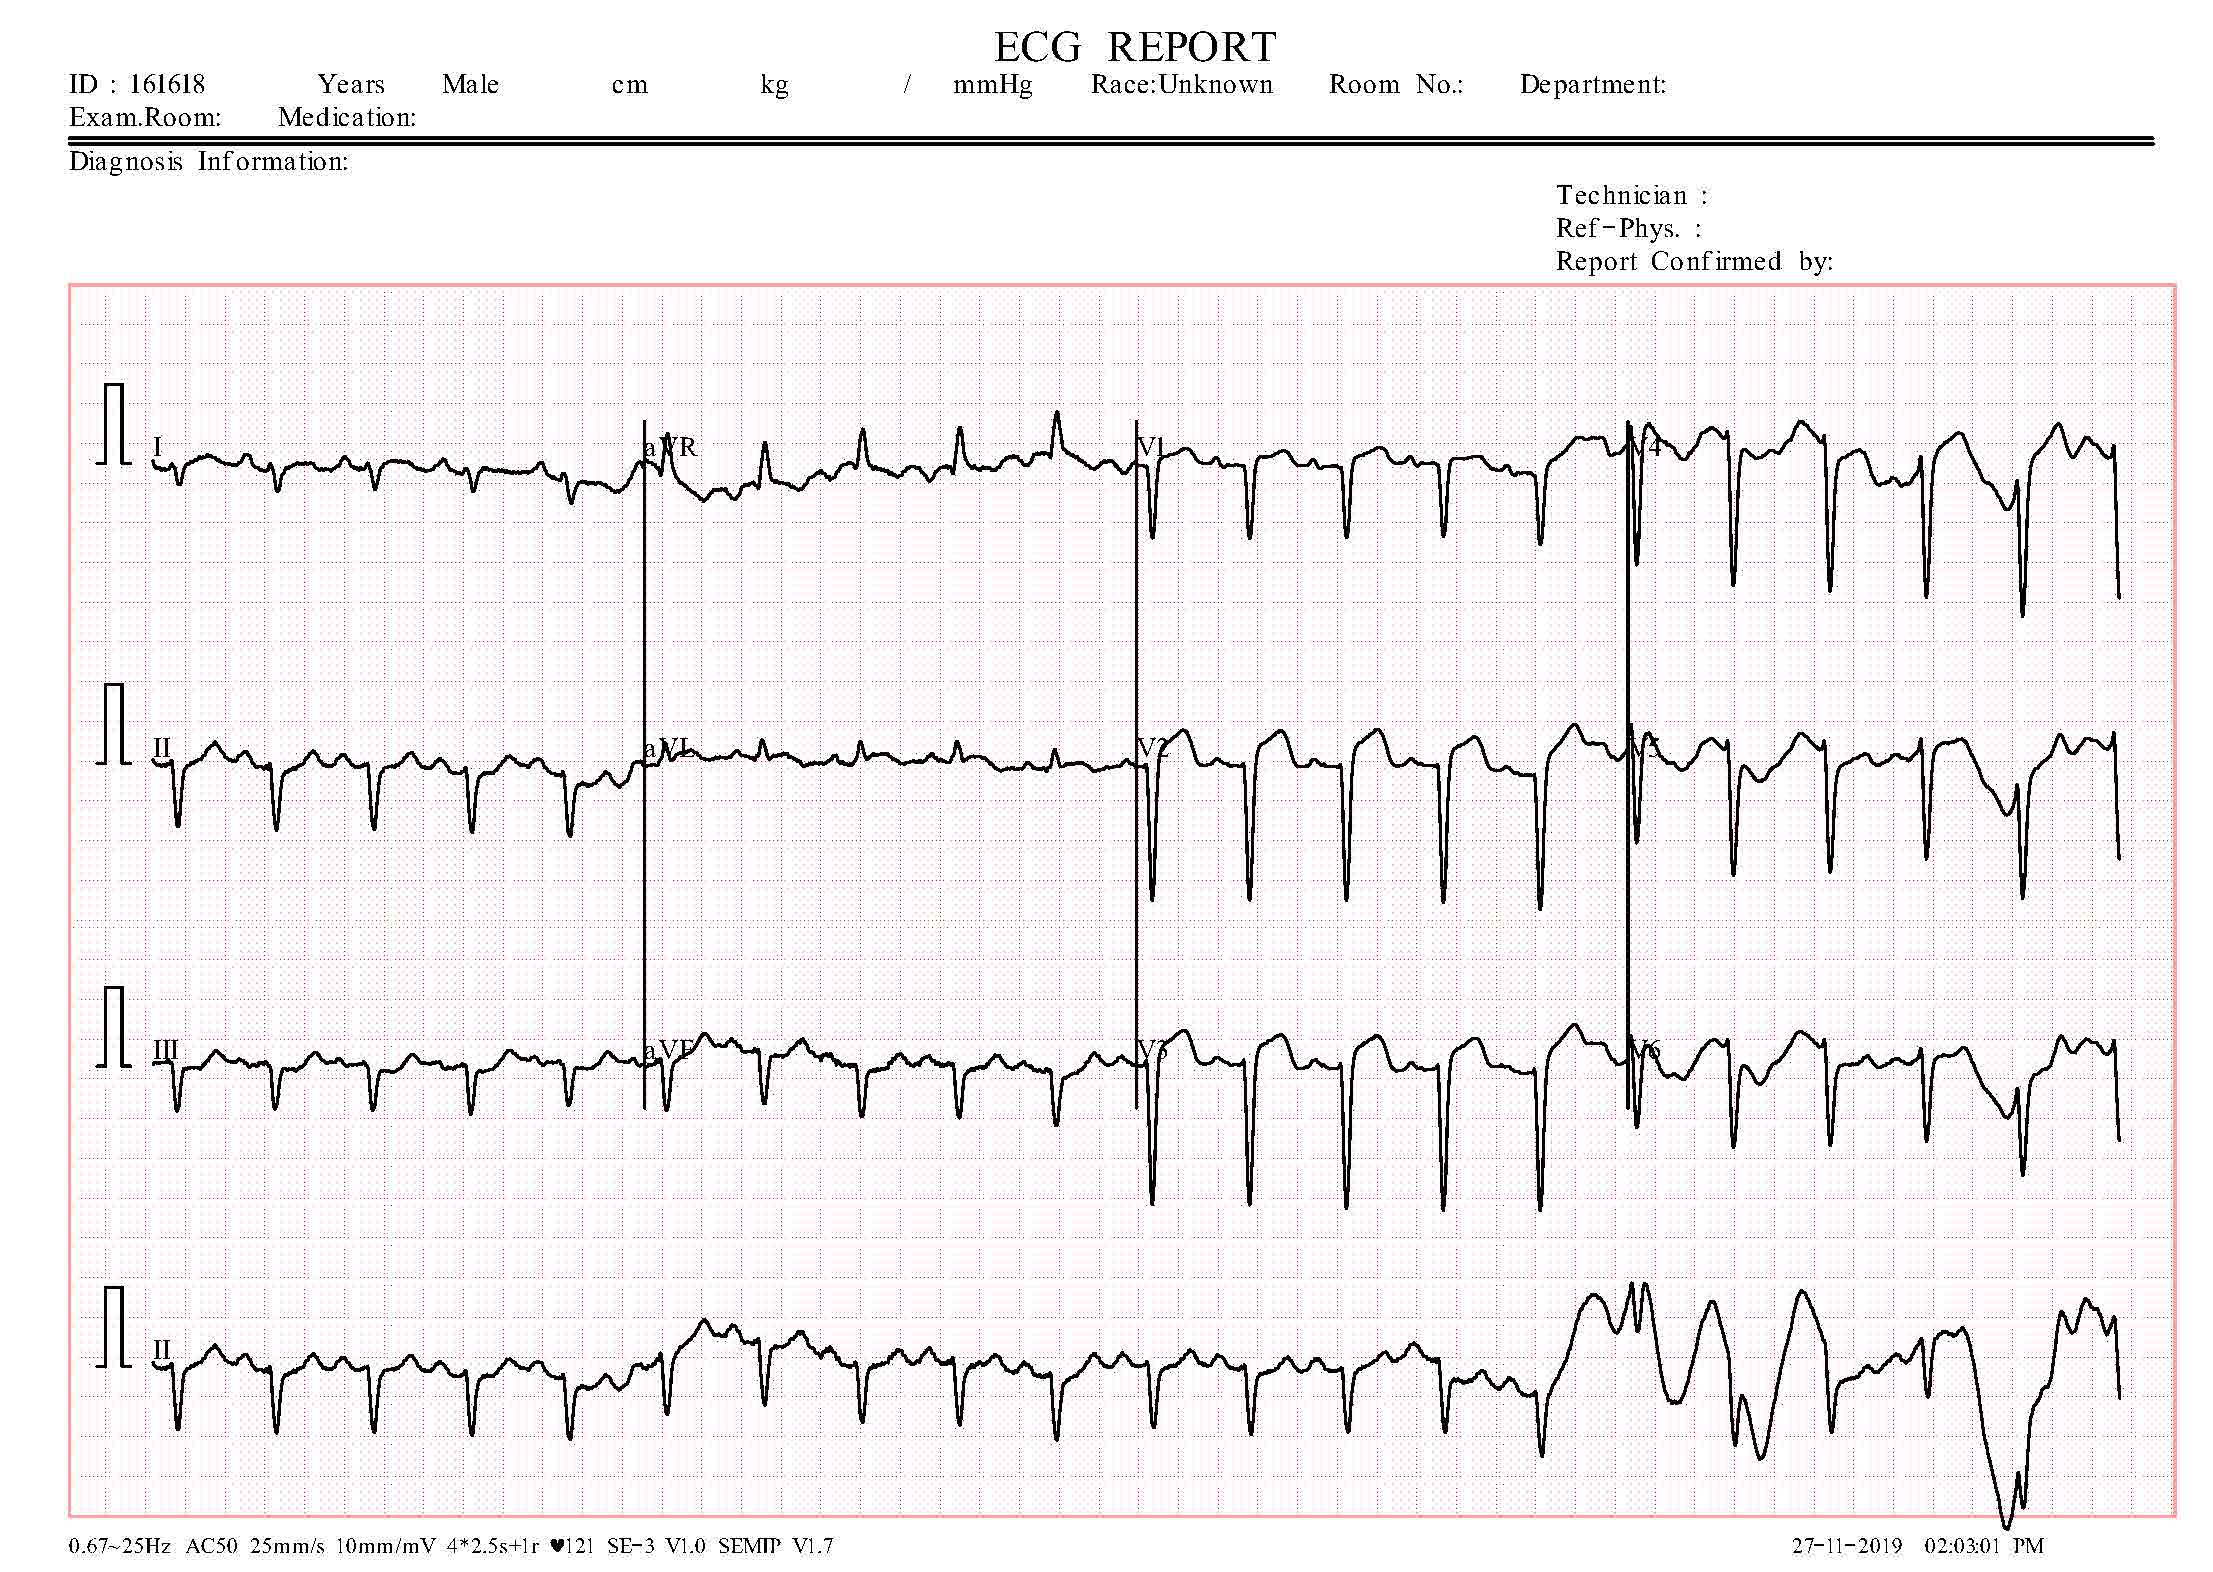 ECG REPORT
ID : 161618 Years Male cm kg / mmHg Race:Unknown Room No.: Department:
Exam.Room: Medication:
Diagnosis Information:
Technician :
Ref-Phys. :
Report Confirmed by:
I aVR V1 V4
II aVL V2 V5
III aVF V3 V6
II
0.67~25Hz AC50 25mm/s 10mm/mV 4*2.5s+1r ♥121 SE-3 V1.0 SEMIP V1.7 27-11-2019 02:03:01 PM